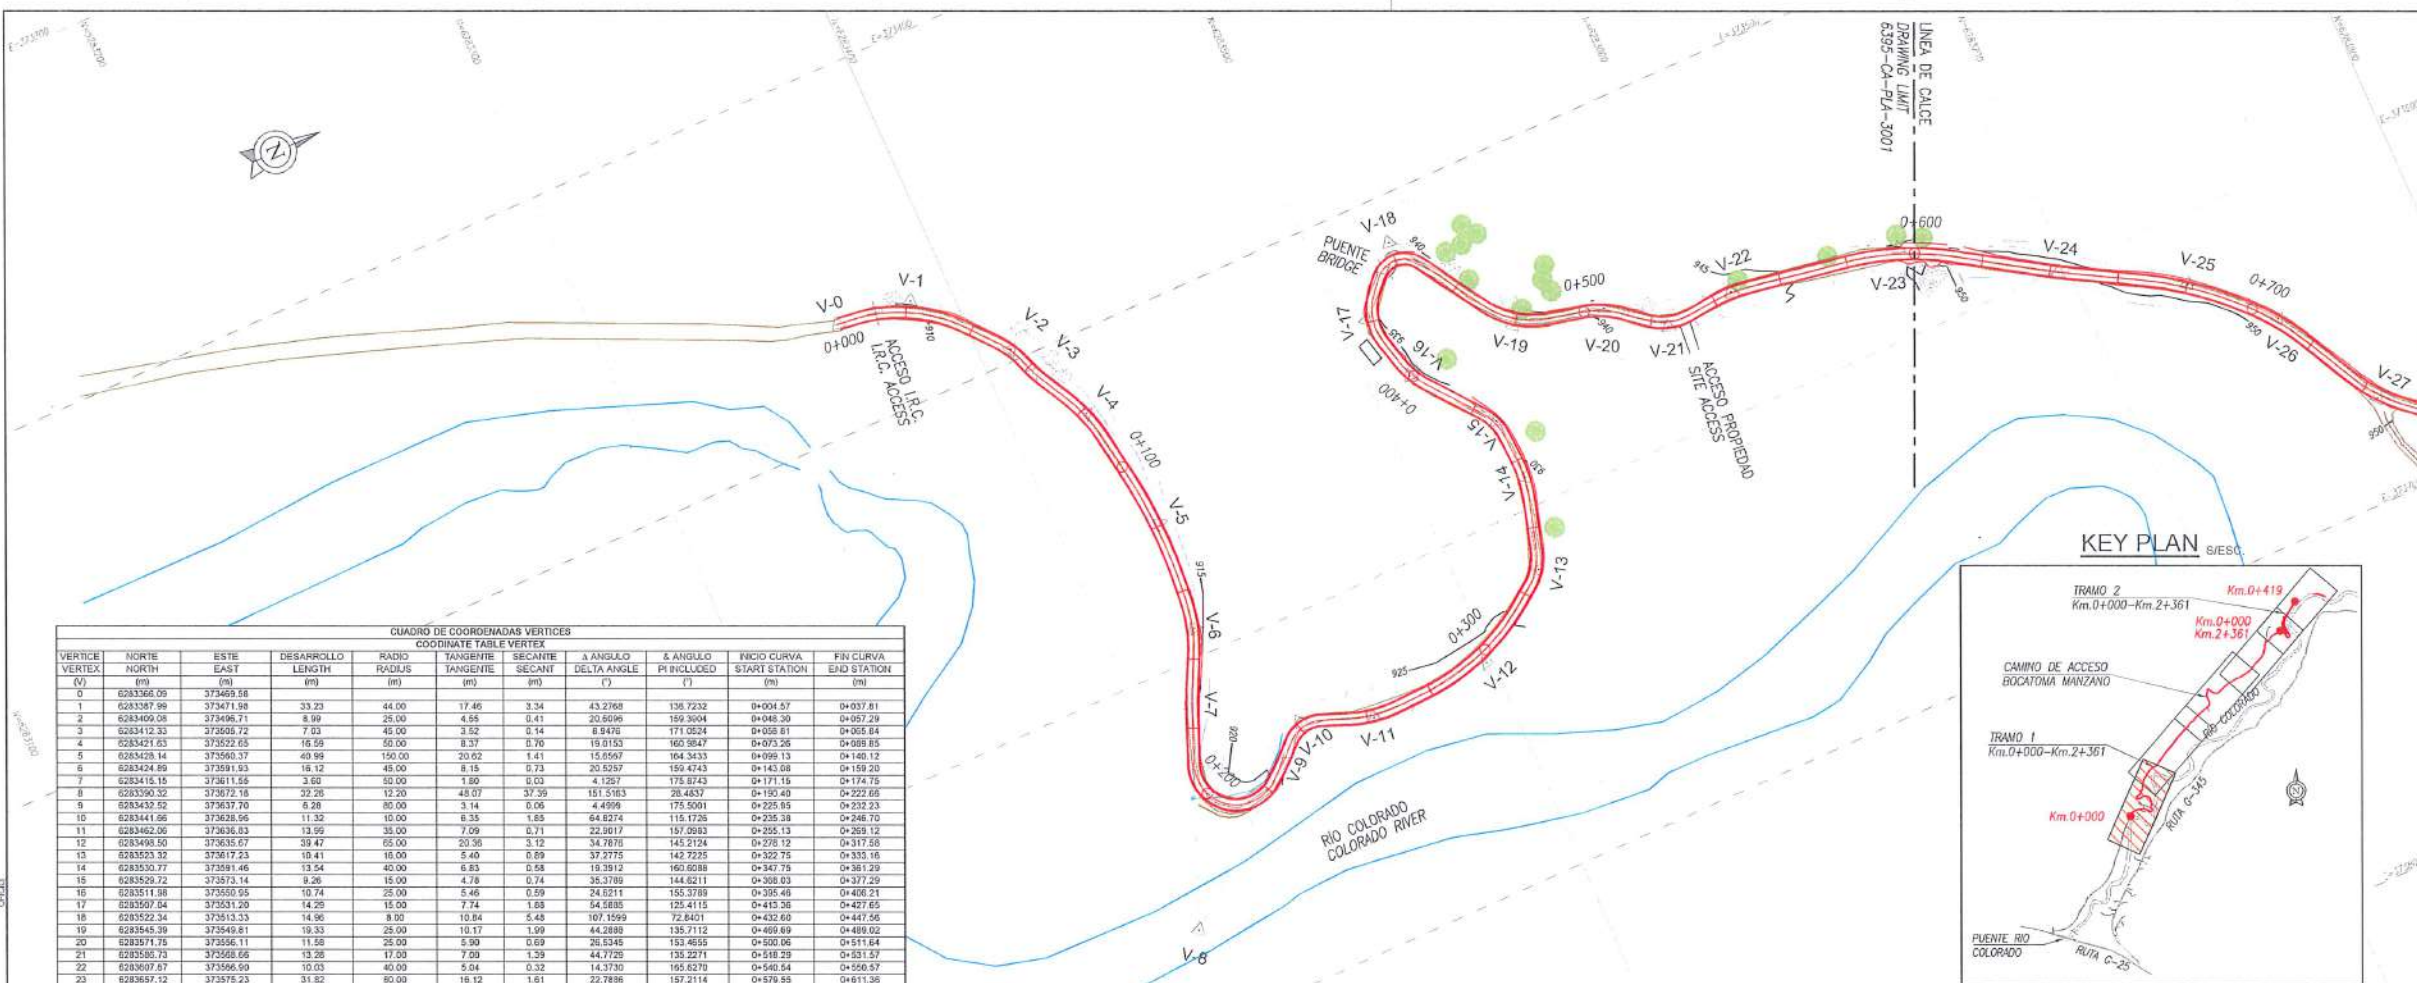 LINEA DE CALCE
DRAWING LIMIT
6395-CA-PLA-3001
N
V-0
0+000
V-1
910
ACCESO I.R.C.
I.R.C. ACCESS
V-2
V-3
V-4
0+100
V-5
915
V-6
V-7
0+200
920
V-8
V-9
V-10
V-11
925
0+300
V-12
V-13
V-14
930
V-15
0+400
V-16
935
V-17
PUENTE
BRIDGE
V-18
940
V-19
0+500
940
V-20
V-21
ACCESO PROPIEDAD
SITE ACCESS
945
V-22
0+600
V-23
950
V-24
V-25
0+700
950
V-26
V-27
950
RIO COLORADO
COLORADO RIVER
KEY PLAN S/ESC.
TRAMO 2
Km.0+000-Km.2+361
Km.0+419
Km.0+000
Km.2+361
CAMINO DE ACCESO
BOCATOMA MANZANO
RIO COLORADO
TRAMO 1
Km.0+000-Km.2+361
RUTA G-345
Km.0+000
PUENTE RIO
COLORADO
RUTA G-25
CUADRO DE COORDENADAS VERTICES
COODINATE TABLE VERTEX
VERTICE NORTE ESTE DESARROLLO RADIO TANGENTE SECANTE Δ ANGULO & ANGULO INICIO CURVA FIN CURVA
VERTEX NORTH EAST LENGTH RADIUS TANGENTE SECANT DELTA ANGLE PI INCLUDED START STATION END STATION
(V) (m) (m) (m) (m) (m) (m) (°) (°) (m) (m)
0 6283366.09 373469.58
1 6283387.99 373471.98 33.23 44.00 17.46 3.34 43.2768 136.7232 0+004.57 0+037.81
2 6283409.08 373496.71 8.99 25.00 4.55 0.41 20.6096 159.3904 0+048.30 0+057.29
3 6283412.33 373505.72 7.03 45.00 3.52 0.14 8.9476 171.0524 0+058.81 0+065.84
4 6283421.63 373522.65 16.59 50.00 8.37 0.70 19.0153 160.9847 0+073.26 0+089.85
5 6283428.14 373560.37 40.99 150.00 20.62 1.41 15.6567 164.3433 0+099.13 0+140.12
6 6283424.89 373591.93 16.12 45.00 8.15 0.73 20.5257 159.4743 0+143.08 0+159.20
7 6283415.15 373611.55 3.60 50.00 1.80 0.03 4.1257 175.8743 0+171.15 0+174.75
8 6283390.32 373672.18 32.26 12.20 48.07 37.39 151.5163 28.4837 0+190.40 0+222.66
9 6283432.52 373637.70 6.28 80.00 3.14 0.06 4.4999 175.5001 0+225.95 0+232.23
10 6283441.66 373628.96 11.32 10.00 6.35 1.85 64.8274 115.1726 0+235.38 0+246.70
11 6283462.06 373636.83 13.99 35.00 7.09 0.71 22.9017 157.0983 0+255.13 0+269.12
12 6283498.50 373635.67 39.47 65.00 20.36 3.12 34.7876 145.2124 0+278.12 0+317.58
13 6283523.32 373617.23 10.41 16.00 5.40 0.89 37.2775 142.7225 0+322.75 0+333.16
14 6283530.77 373591.46 13.54 40.00 6.83 0.58 19.3912 160.6088 0+347.75 0+361.29
15 6283529.72 373573.14 9.26 15.00 4.78 0.74 35.3789 144.6211 0+368.03 0+377.29
16 6283511.98 373550.95 10.74 25.00 5.46 0.59 24.6211 155.3789 0+395.46 0+406.21
17 6283507.04 373531.20 14.29 15.00 7.74 1.88 54.5885 125.4115 0+413.36 0+427.65
18 6283522.34 373513.33 14.96 8.00 10.84 5.48 107.1599 72.8401 0+432.60 0+447.56
19 6283545.39 373549.81 19.33 25.00 10.17 1.99 44.2888 135.7112 0+469.69 0+489.02
20 6283571.75 373556.11 11.58 25.00 5.90 0.69 26.5345 153.4655 0+500.06 0+511.64
21 6283586.73 373568.66 13.28 17.00 7.00 1.39 44.7729 135.2271 0+518.29 0+531.57
22 6283607.67 373566.90 10.03 40.00 5.04 0.32 14.3730 165.6270 0+540.54 0+550.57
23 6283657.12 373575.23 31.82 80.00 16.12 1.61 22.7886 157.2114 0+579.55 0+611.36